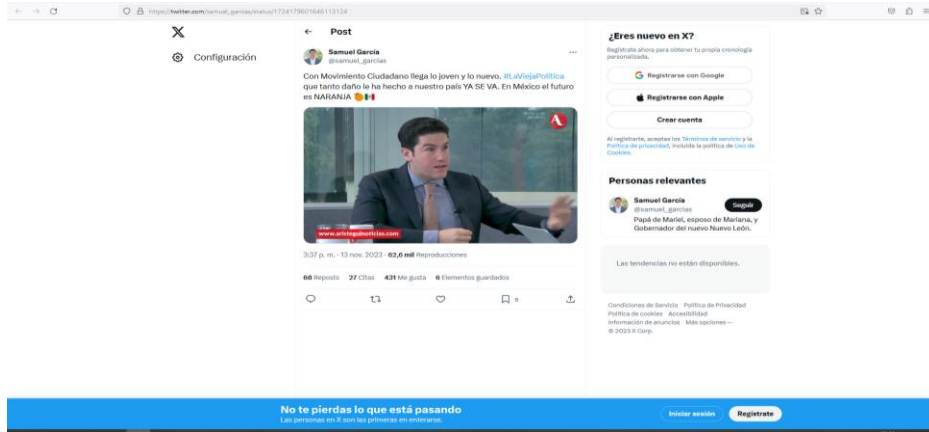 https://twitter.com/samuel_garcias/status/1724179601646113124
X
Configuración
← Post
Samuel García
@samuel_garcias
Con Movimiento Ciudadano llega lo joven y lo nuevo. #LaViejaPolítica
que tanto daño le ha hecho a nuestro país YA SE VA. En México el futuro
es NARANJA 🍊🇲🇽
A
www.aristeguinoticias.com
3:37 p. m. · 13 nov. 2023 · 62,6 mil Reproducciones
68 Reposts 27 Citas 431 Me gusta 6 Elementos guardados
6
¿Eres nuevo en X?
Regístrate ahora para obtener tu propia cronología
personalizada.
Registrarse con Google
Registrarse con Apple
Crear cuenta
Al registrarte, aceptas los Términos de servicio y la
Política de privacidad, incluida la política de Uso de
Cookies.
Personas relevantes
Samuel García
@samuel_garcias
Seguir
Papá de Mariel, esposo de Mariana, y
Gobernador del nuevo Nuevo León.
Las tendencias no están disponibles.
Condiciones de Servicio Política de Privacidad
Política de cookies Accesibilidad
Información de anuncios Más opciones ···
© 2023 X Corp.
No te pierdas lo que está pasando
Las personas en X son las primeras en enterarse.
Iniciar sesión
Regístrate